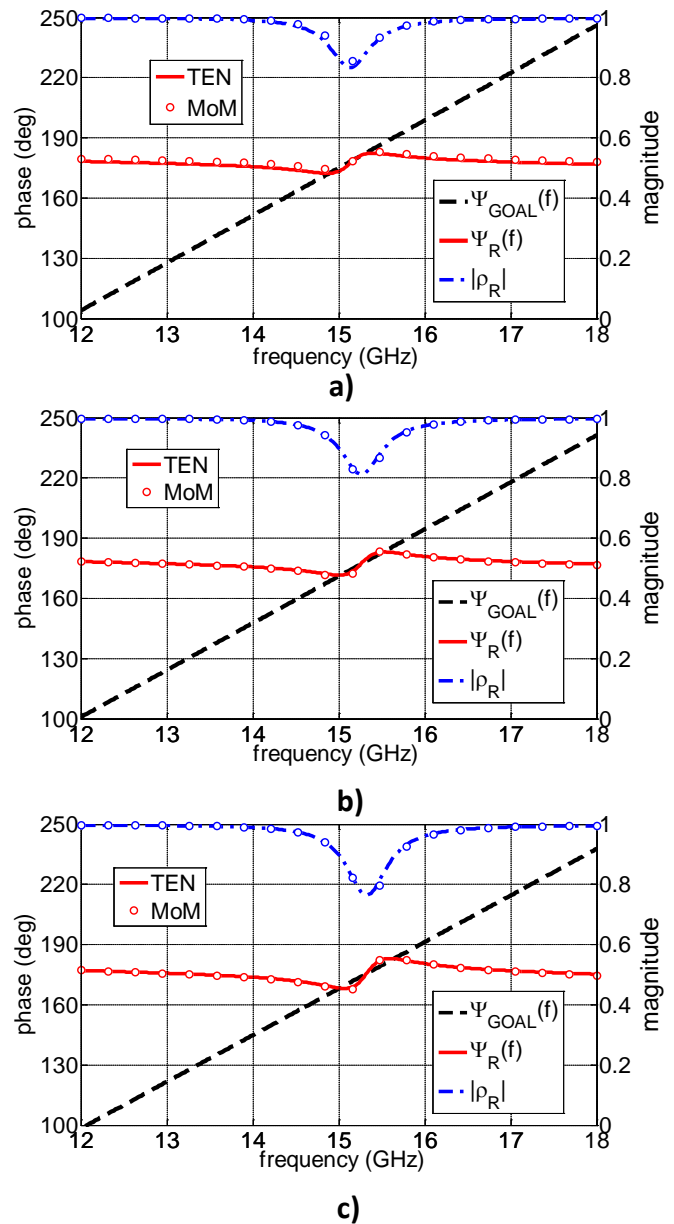 250
220
190
160
130
100
phase (deg)
1
0.8
0.6
0.4
0.2
0
magnitude
TEN
MoM
Ψ_GOAL(f)
Ψ_R(f)
|ρ_R|
12 13 14 15 16 17 18
frequency (GHz)
a)
250
220
190
160
130
100
phase (deg)
1
0.8
0.6
0.4
0.2
0
magnitude
TEN
MoM
Ψ_GOAL(f)
Ψ_R(f)
|ρ_R|
12 13 14 15 16 17 18
frequency (GHz)
b)
250
220
190
160
130
100
phase (deg)
1
0.8
0.6
0.4
0.2
0
magnitude
TEN
MoM
Ψ_GOAL(f)
Ψ_R(f)
|ρ_R|
12 13 14 15 16 17 18
frequency (GHz)
c)